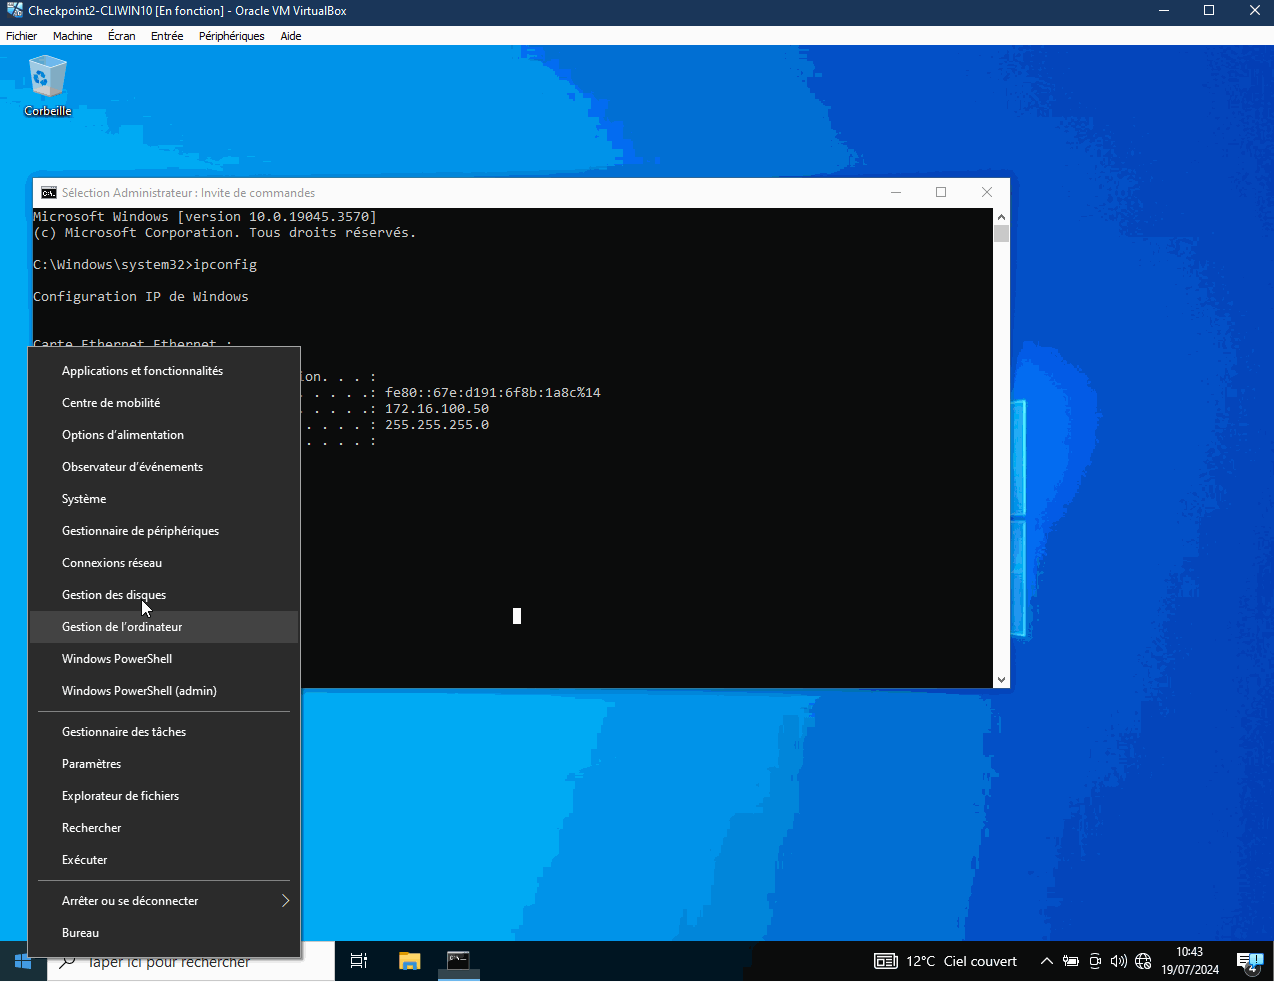 Checkpoint2-CLIWIN10 [En fonction] - Oracle VM VirtualBox
Fichier Machine Écran Entrée Périphériques Aide
Corbeille
Sélection Administrateur : Invite de commandes
Microsoft Windows [version 10.0.19045.3570]
(c) Microsoft Corporation. Tous droits réservés.
C:\Windows\system32>ipconfig
Configuration IP de Windows
Carte Ethernet Ethernet :
ion. . . :
. . . . .: fe80::67e:d191:6f8b:1a8c%14
. . . . .: 172.16.100.50
. . . . . : 255.255.255.0
. . . . . :
Applications et fonctionnalités
Centre de mobilité
Options d’alimentation
Observateur d’événements
Système
Gestionnaire de périphériques
Connexions réseau
Gestion des disques
Gestion de l’ordinateur
Windows PowerShell
Windows PowerShell (admin)
Gestionnaire des tâches
Paramètres
Explorateur de fichiers
Rechercher
Exécuter
Arrêter ou se déconnecter
Bureau
Taper ici pour rechercher
12°C Ciel couvert
10:43
19/07/2024
4